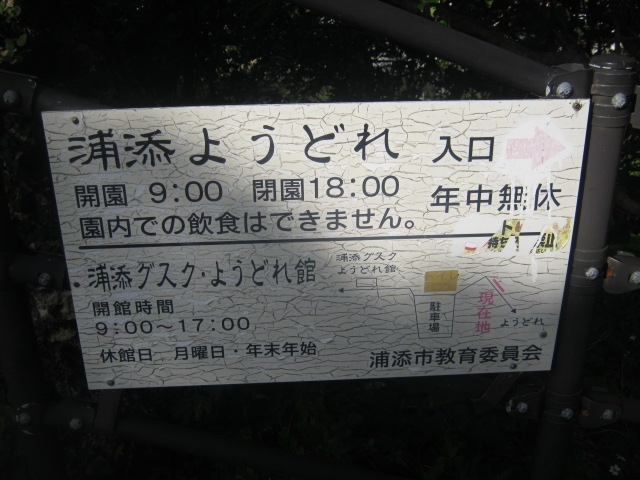 浦添ようどれ 入口
開園 9:00 閉園18:00 年中無休
園内での飲食はできません。
浦添グスク・ようどれ館
開館時間
9:00～17:00
休館日 月曜日・年末年始
浦添グスク
ようどれ館
駐車場
現在地
ようどれ
浦添市教育委員会